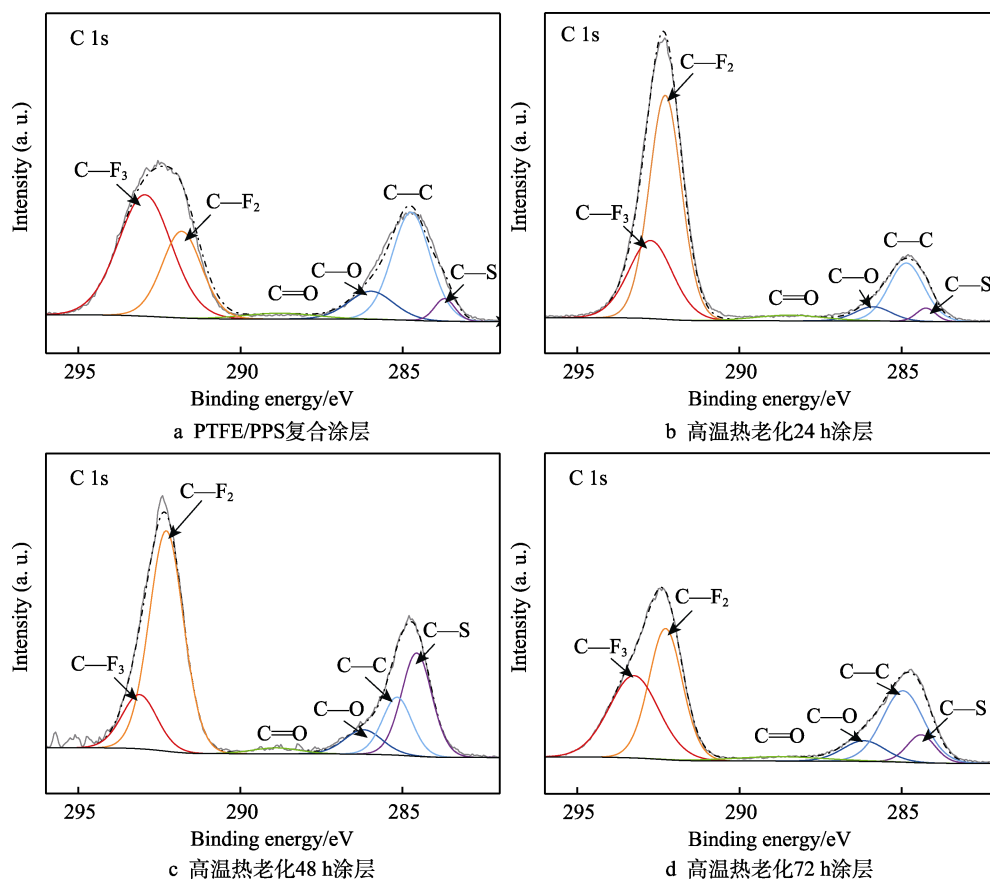 C 1s
C—F₃
C—F₂
C—C
C—O
C—S
C=O
Intensity (a. u.)
295 290 285
Binding energy/eV
a PTFE/PPS复合涂层
C 1s
C—F₂
C—F₃
C—C
C—O
C—S
C=O
Intensity (a. u.)
295 290 285
Binding energy/eV
b 高温热老化24 h涂层
C 1s
C—F₂
C—S
C—F₃
C—C
C—O
C=O
Intensity (a. u.)
295 290 285
Binding energy/eV
c 高温热老化48 h涂层
C 1s
C—F₂
C—F₃
C—C
C—S
C—O
C=O
Intensity (a. u.)
295 290 285
Binding energy/eV
d 高温热老化72 h涂层